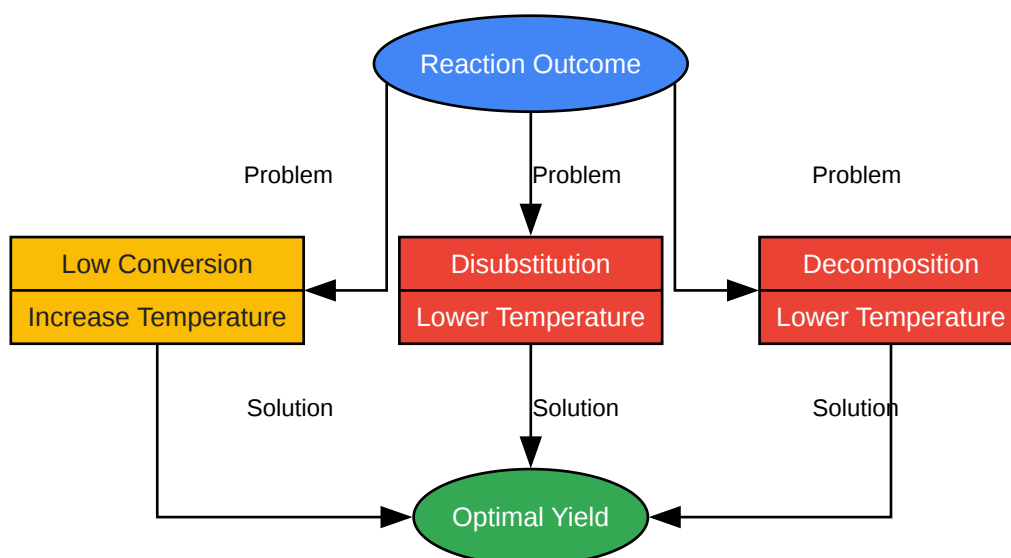 Reaction Outcome
Problem
Problem
Problem
Low Conversion
Increase Temperature
Disubstitution
Lower Temperature
Decomposition
Lower Temperature
Solution
Solution
Solution
Optimal Yield